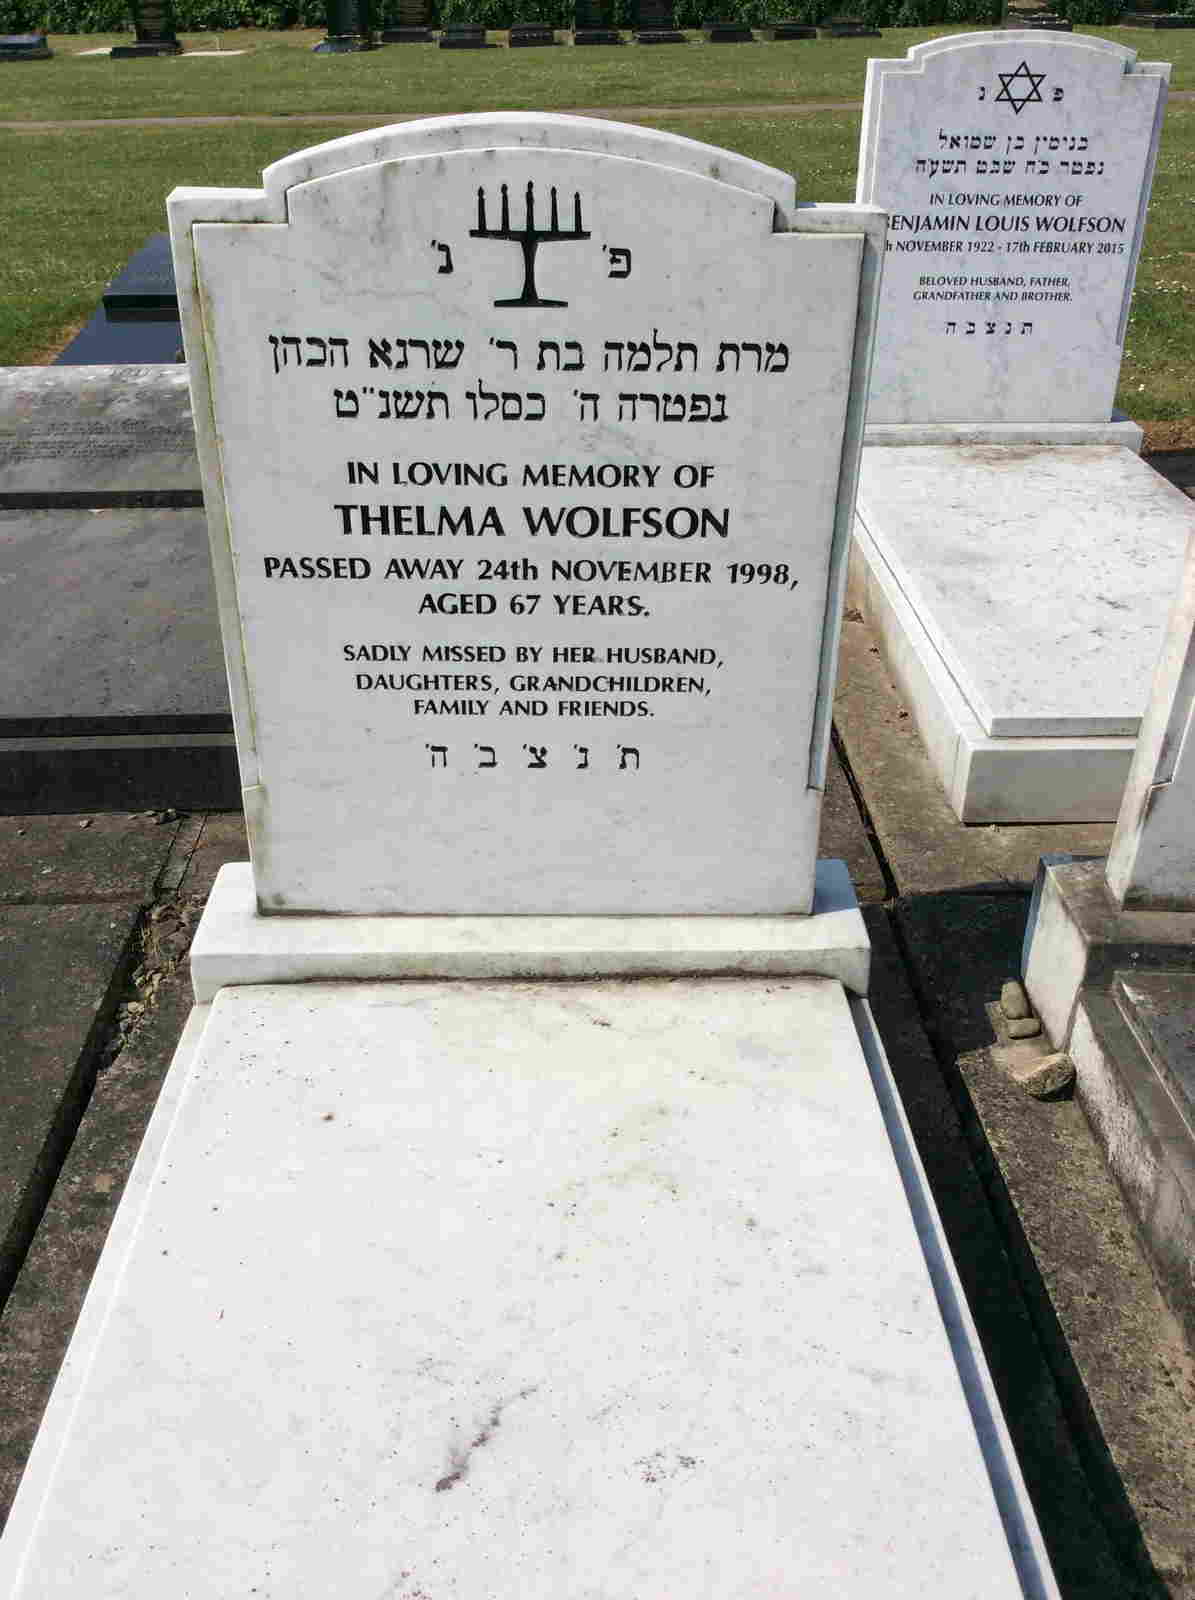 פ' נ'
מרת תלמה בת ר' שרגא הכהן
נפטרה ה' כסלו תשנ"ט
IN LOVING MEMORY OF
THELMA WOLFSON
PASSED AWAY 24th NOVEMBER 1998,
AGED 67 YEARS.
SADLY MISSED BY HER HUSBAND,
DAUGHTERS, GRANDCHILDREN,
FAMILY AND FRIENDS.
ת' נ' צ' ב' ה'
פ נ
בנימין בן שמואל
נפטר כ"ח שבט תשע"ה
IN LOVING MEMORY OF
BENJAMIN LOUIS WOLFSON
NOVEMBER 1922 - 17th FEBRUARY 2015
BELOVED HUSBAND, FATHER,
GRANDFATHER AND BROTHER.
ת נ צ ב ה